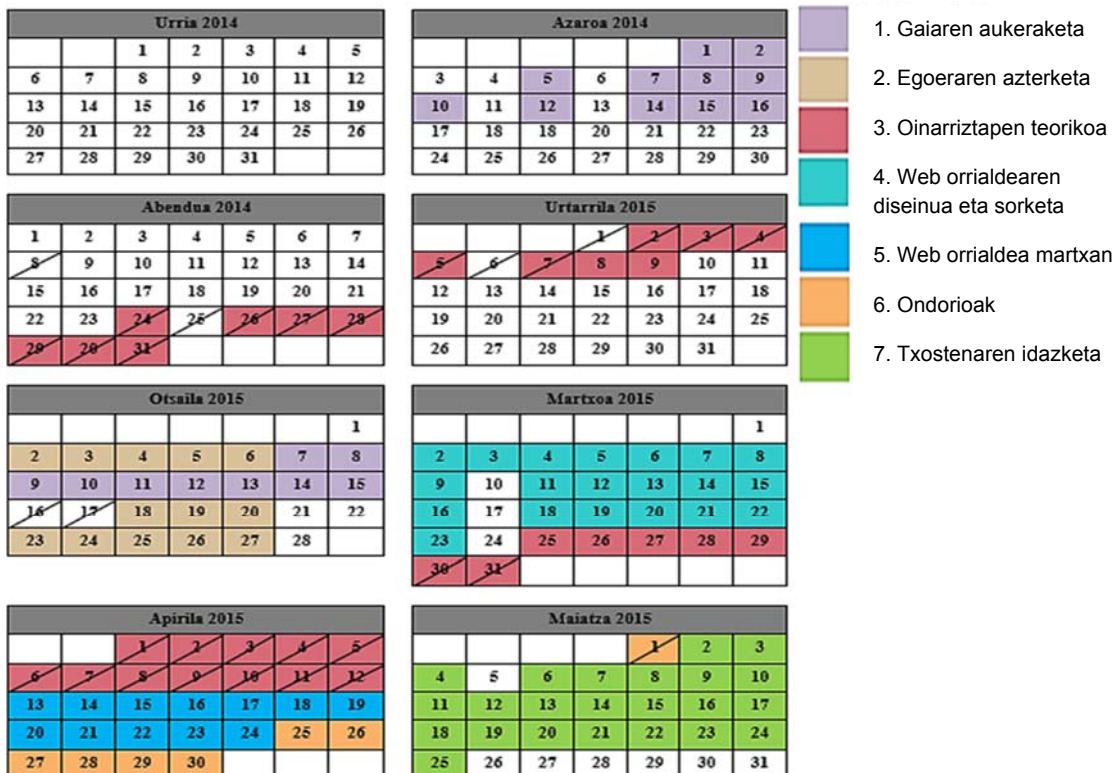 Urria 2014
1 2 3 4 5
6 7 8 9 10 11 12
13 14 15 16 17 18 19
20 21 22 23 24 25 26
27 28 29 30 31
Azaroa 2014
1 2
3 4 5 6 7 8 9
10 11 12 13 14 15 16
17 18 18 20 21 22 23
24 25 26 27 28 29 30
Abendua 2014
1 2 3 4 5 6 7
8 9 10 11 12 13 14
15 16 17 18 19 20 21
22 23 24 25 26 27 28
29 20 31
Urtarrila 2015
1 2 3 4
5 6 7 8 9 10 11
12 13 14 15 16 17 18
19 20 21 22 23 24 25
26 27 28 29 30 31
Otsaila 2015
1
2 3 4 5 6 7 8
9 10 11 12 13 14 15
16 17 18 19 20 21 22
23 24 25 26 27 28
Martxoa 2015
1
2 3 4 5 6 7 8
9 10 11 12 13 14 15
16 17 18 19 20 21 22
23 24 25 26 27 28 29
30 31
Apirila 2015
1 2 3 4 5
6 7 8 9 10 11 12
13 14 15 16 17 18 19
20 21 22 23 24 25 26
27 28 29 30
Maiatza 2015
1 2 3
4 5 6 7 8 9 10
11 12 13 14 15 16 17
18 19 20 21 22 23 24
25 26 27 28 29 30 31
1. Gaiaren aukeraketa
2. Egoeraren azterketa
3. Oinarriztapen teorikoa
4. Web orrialdearen
diseinua eta sorketa
5. Web orrialdea martxan
6. Ondorioak
7. Txostenaren idazketa